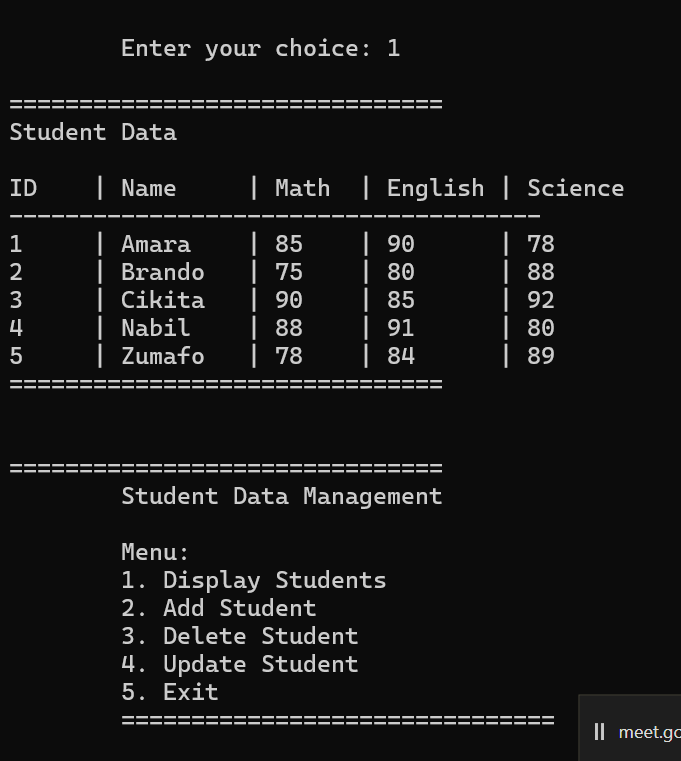 Enter your choice: 1
===============================
Student Data
ID | Name | Math | English | Science
--------------------------------------
1 | Amara | 85 | 90 | 78
2 | Brando | 75 | 80 | 88
3 | Cikita | 90 | 85 | 92
4 | Nabil | 88 | 91 | 80
5 | Zumafo | 78 | 84 | 89
===============================
===============================
Student Data Management
Menu:
1. Display Students
2. Add Student
3. Delete Student
4. Update Student
5. Exit
===============================
meet.go